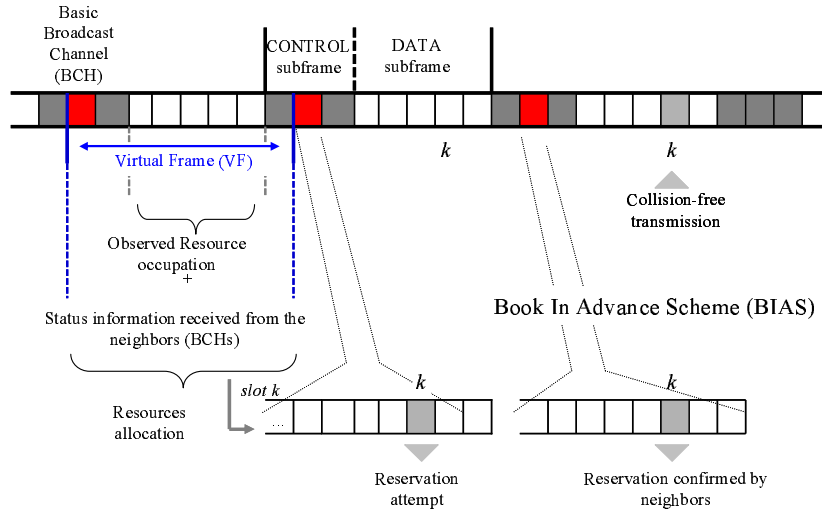 Basic
Broadcast
Channel
(BCH)
CONTROL
subframe
DATA
subframe
Virtual Frame (VF)
k
k
Collision-free
transmission
Observed Resource
occupation
+
Status information received from the
neighbors (BCHs)
Book In Advance Scheme (BIAS)
slot k
k
k
Resources
allocation
...
Reservation
attempt
Reservation confirmed by
neighbors